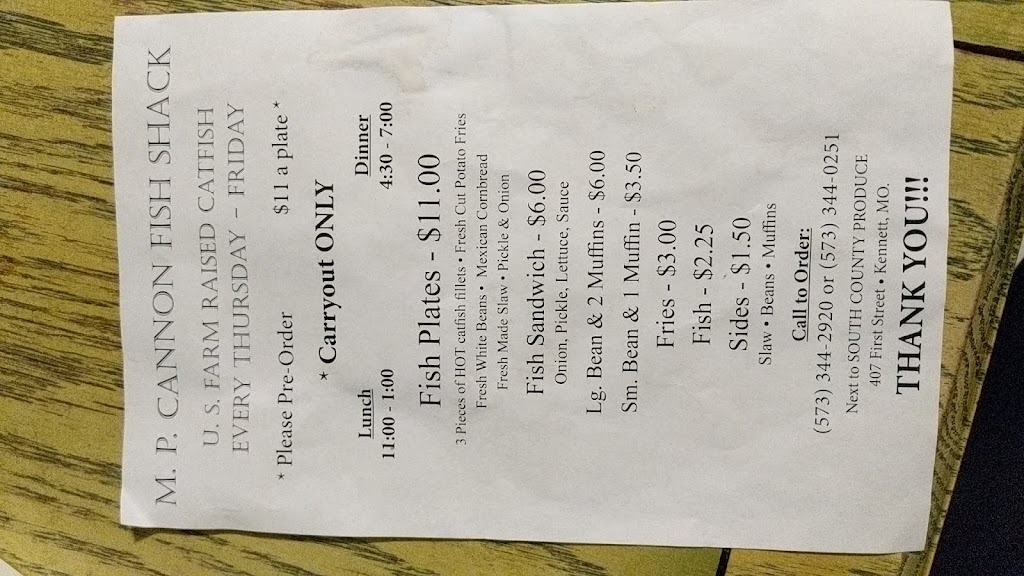 M. P. CANNON FISH SHACK
U. S. FARM RAISED CATFISH
EVERY THURSDAY - FRIDAY
* Please Pre-Order $11 a plate *
* Carryout ONLY
Lunch Dinner
11:00 - 1:00 4:30 - 7:00
Fish Plates - $11.00
3 Pieces of HOT catfish fillets • Fresh Cut Potato Fries
Fresh White Beans • Mexican Cornbread
Fresh Made Slaw • Pickle & Onion
Fish Sandwich - $6.00
Onion, Pickle, Lettuce, Sauce
Lg. Bean & 2 Muffins - $6.00
Sm. Bean & 1 Muffin - $3.50
Fries - $3.00
Fish - $2.25
Sides - $1.50
Slaw • Beans • Muffins
Call to Order:
(573) 344-2920 or (573) 344-0251
Next to SOUTH COUNTY PRODUCE
407 First Street • Kennett, MO.
THANK YOU!!!